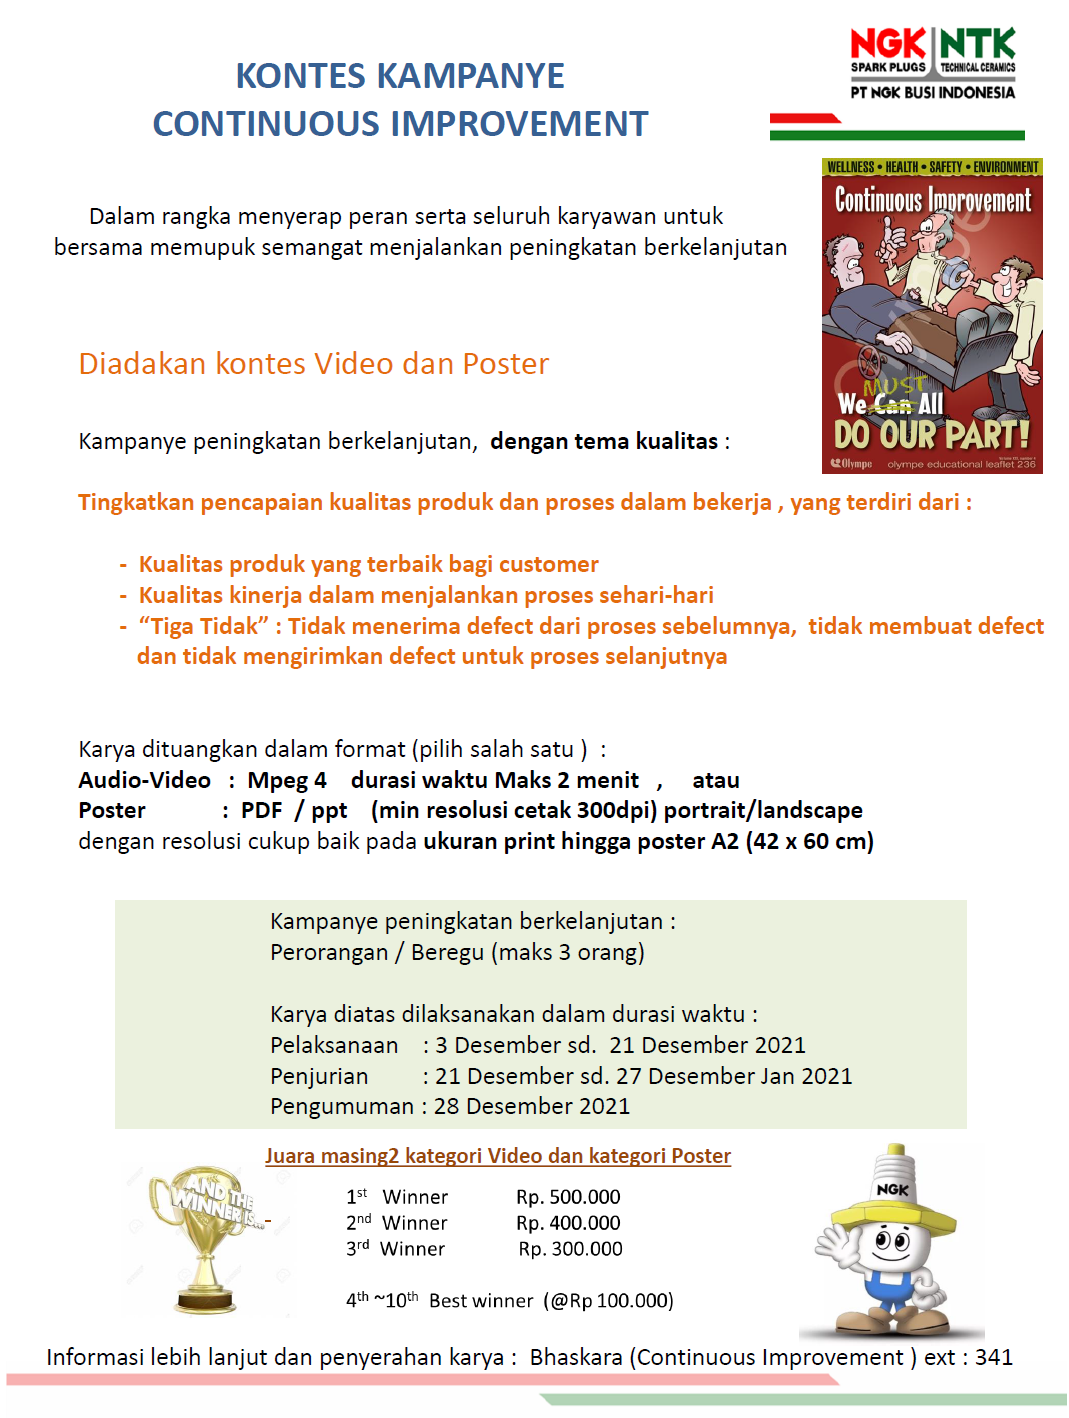 KONTES KAMPANYE
CONTINUOUS IMPROVEMENT
NGK NTK
SPARK PLUGS TECHNICAL CERAMICS
PT NGK BUSI INDONESIA
WELLNESS • HEALTH • SAFETY • ENVIRONMENT
Continuous Improvement
We Can All
MUST
DO OUR PART!
Olympe olympe educational leaflet 236
Dalam rangka menyerap peran serta seluruh karyawan untuk
bersama memupuk semangat menjalankan peningkatan berkelanjutan
Diadakan kontes Video dan Poster
Kampanye peningkatan berkelanjutan, dengan tema kualitas :
Tingkatkan pencapaian kualitas produk dan proses dalam bekerja , yang terdiri dari :
- Kualitas produk yang terbaik bagi customer
- Kualitas kinerja dalam menjalankan proses sehari-hari
- “Tiga Tidak” : Tidak menerima defect dari proses sebelumnya, tidak membuat defect
dan tidak mengirimkan defect untuk proses selanjutnya
Karya dituangkan dalam format (pilih salah satu ) :
Audio-Video : Mpeg 4 durasi waktu Maks 2 menit , atau
Poster : PDF / ppt (min resolusi cetak 300dpi) portrait/landscape
dengan resolusi cukup baik pada ukuran print hingga poster A2 (42 x 60 cm)
Kampanye peningkatan berkelanjutan :
Perorangan / Beregu (maks 3 orang)
Karya diatas dilaksanakan dalam durasi waktu :
Pelaksanaan : 3 Desember sd. 21 Desember 2021
Penjurian : 21 Desember sd. 27 Desember Jan 2021
Pengumuman : 28 Desember 2021
Juara masing2 kategori Video dan kategori Poster
AND THE
WINNER IS...
1st Winner Rp. 500.000
2nd Winner Rp. 400.000
3rd Winner Rp. 300.000
4th ~10th Best winner (@Rp 100.000)
NGK
Informasi lebih lanjut dan penyerahan karya : Bhaskara (Continuous Improvement ) ext : 341